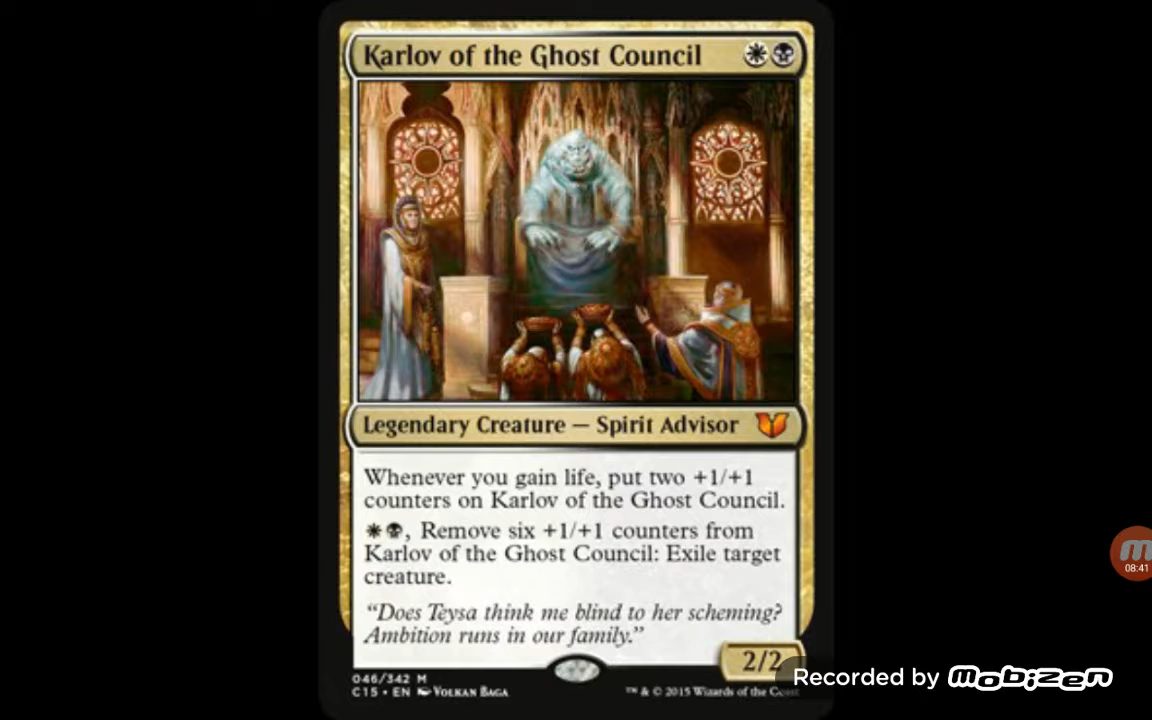 Karlov of the Ghost Council
Legendary Creature — Spirit Advisor
Whenever you gain life, put two +1/+1
counters on Karlov of the Ghost Council.
, Remove six +1/+1 counters from
Karlov of the Ghost Council: Exile target
creature.
“Does Teysa think me blind to her scheming?
Ambition runs in our family.”
2/2
046/342 M
C15 • EN VOLKAN BAGA
™ & © 2015 Wizards of the Coast
Recorded by mobizen
08:41